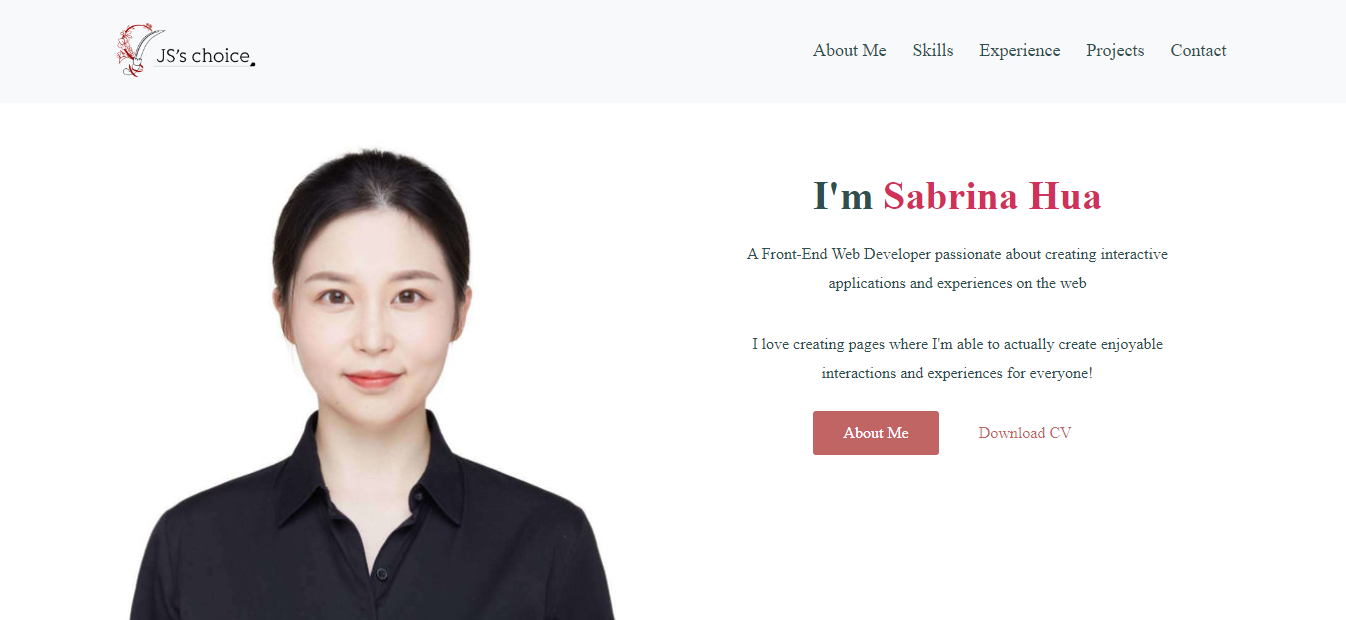 JS's choice
About Me Skills Experience Projects Contact
I'm Sabrina Hua
A Front-End Web Developer passionate about creating interactive
applications and experiences on the web
I love creating pages where I'm able to actually create enjoyable
interactions and experiences for everyone!
About Me Download CV